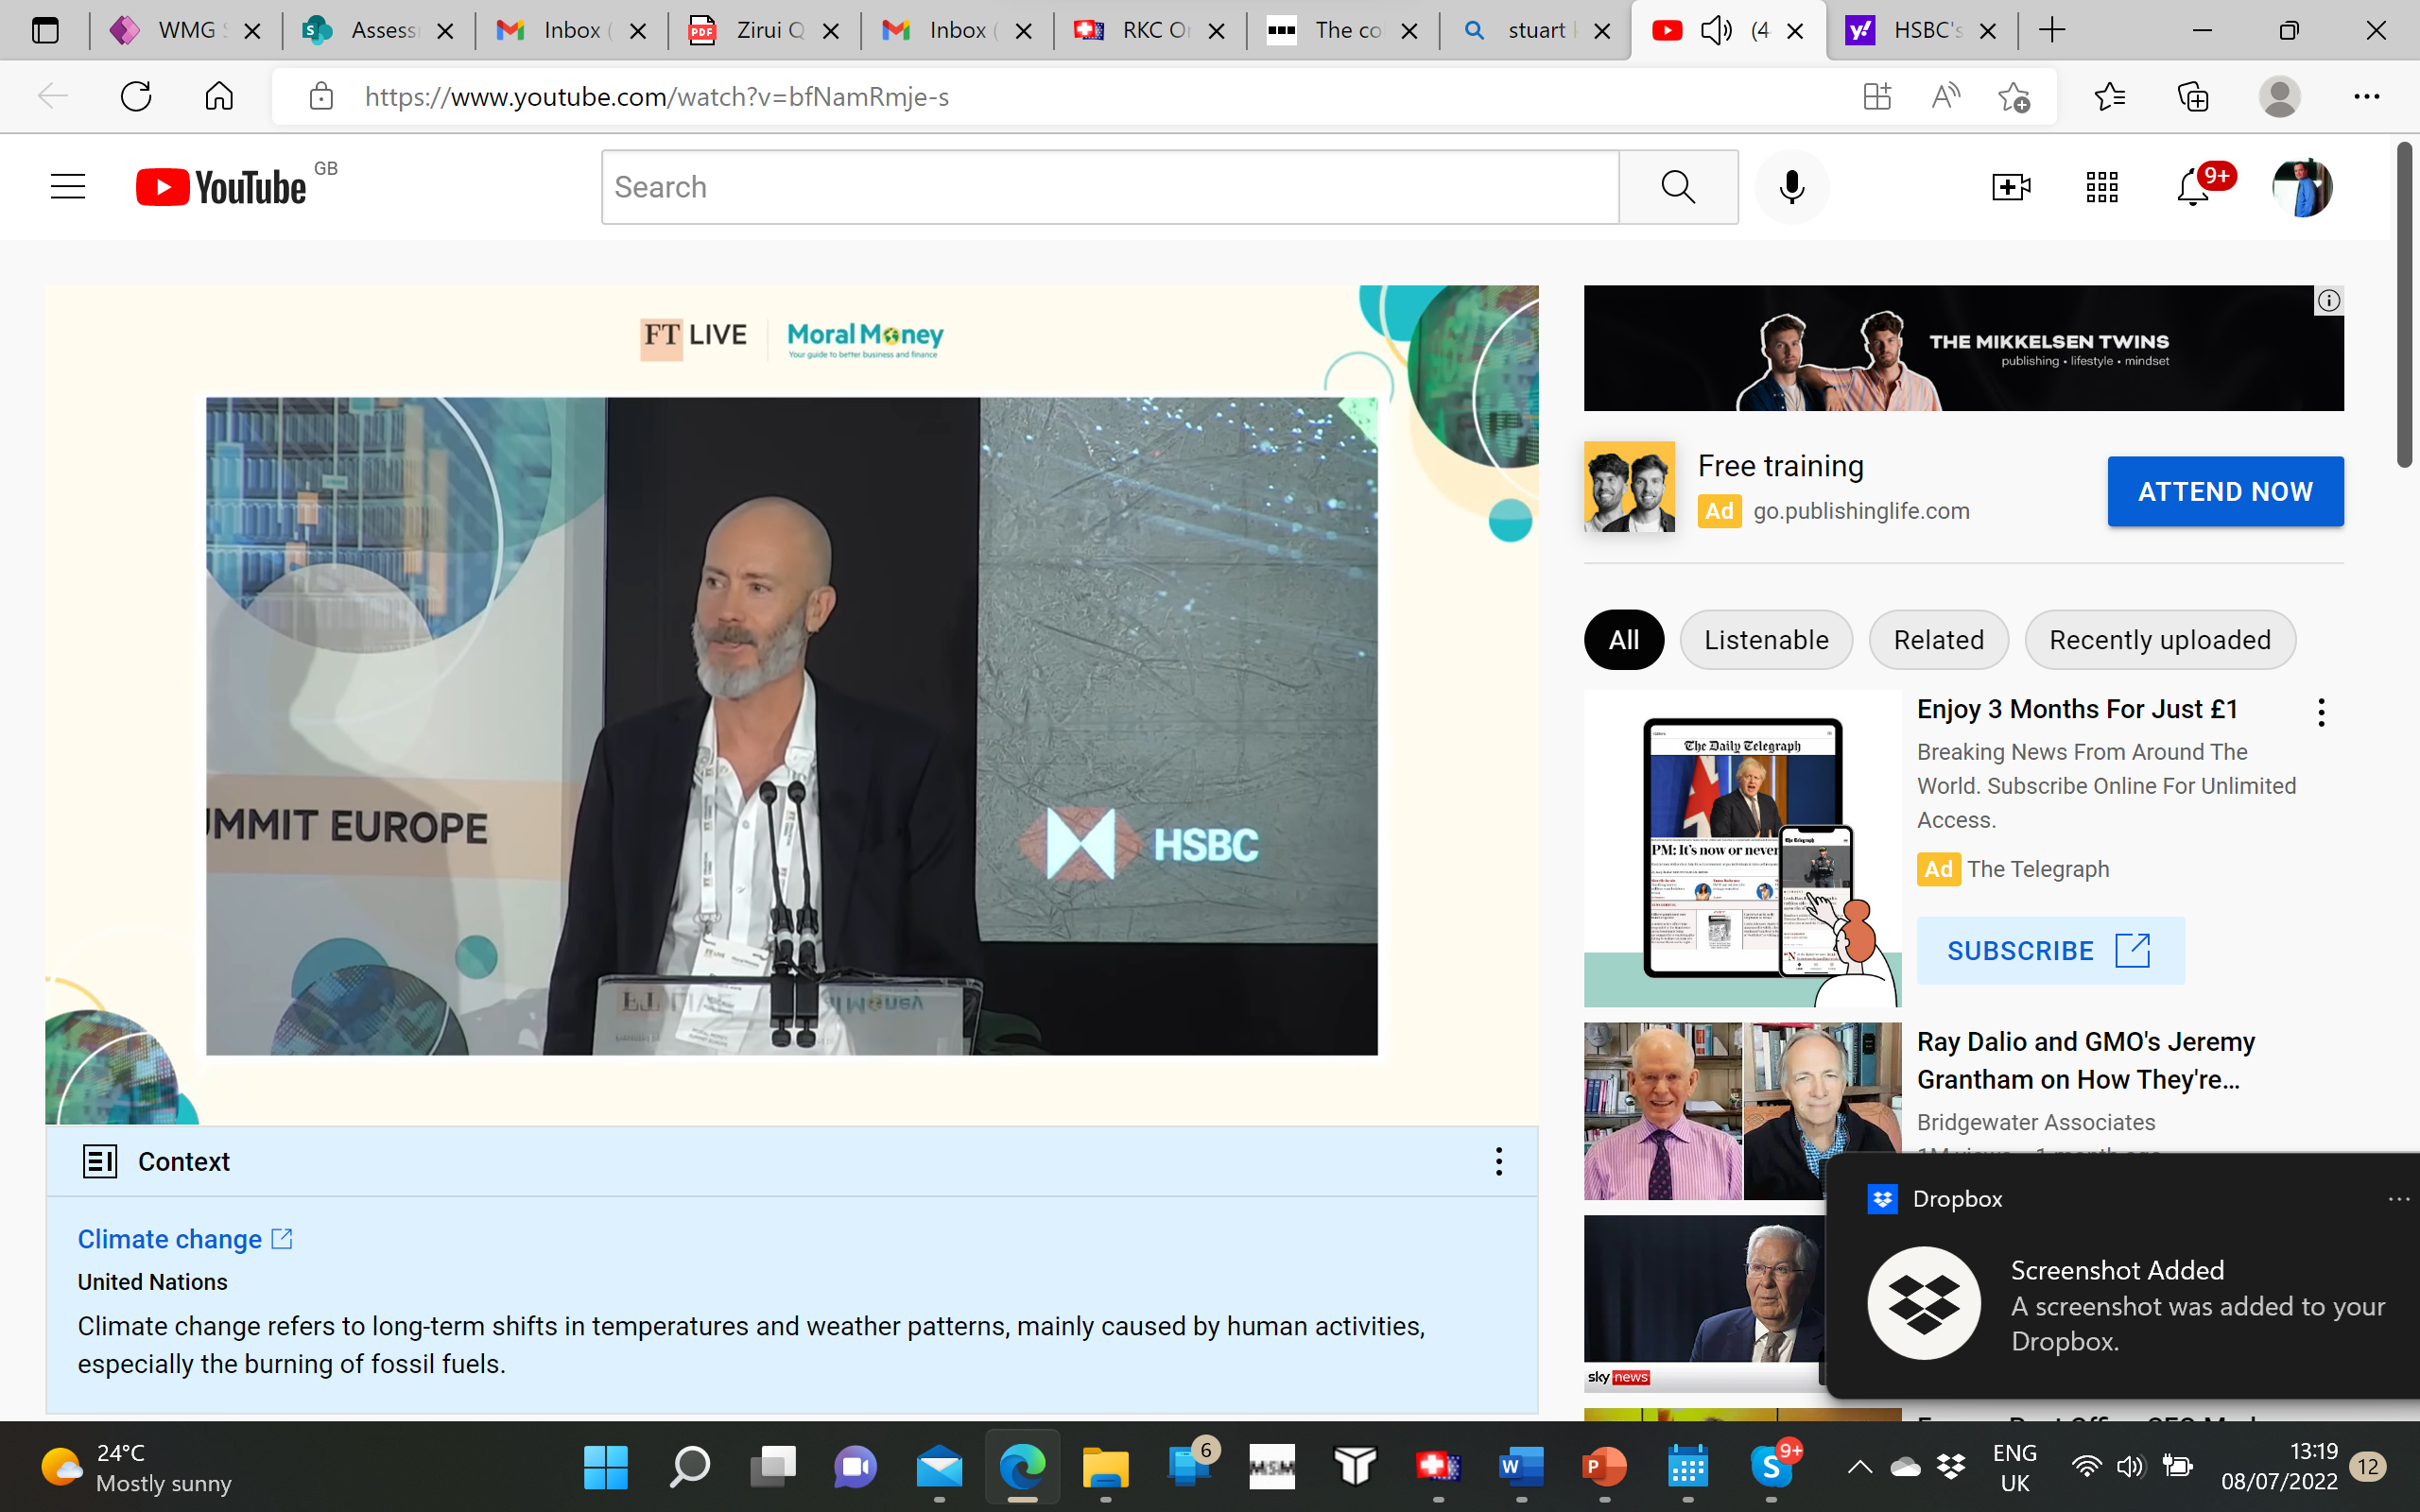 WMG
Assess
Inbox (
Zirui Q
Inbox (
RKC Or
The co
stuart
(4
HSBC's
https://www.youtube.com/watch?v=bfNamRmje-s
YouTube GB
Search
9+
FT LIVE
Moral Money
Your guide to better business and finance
MMIT EUROPE
HSBC
THE MIKKELSEN TWINS
publishing • lifestyle • mindset
Free training
Ad go.publishinglife.com
ATTEND NOW
All
Listenable
Related
Recently uploaded
The Daily Telegraph
PM: It's now or never
Enjoy 3 Months For Just £1
Breaking News From Around The
World. Subscribe Online For Unlimited
Access.
Ad The Telegraph
SUBSCRIBE
Ray Dalio and GMO's Jeremy
Grantham on How They're...
Bridgewater Associates
sky news
Context
Climate change
United Nations
Climate change refers to long-term shifts in temperatures and weather patterns, mainly caused by human activities,
especially the burning of fossil fuels.
Dropbox
Screenshot Added
A screenshot was added to your
Dropbox.
24°C
Mostly sunny
6
MSM
9+
ENG
UK
13:19
08/07/2022
12